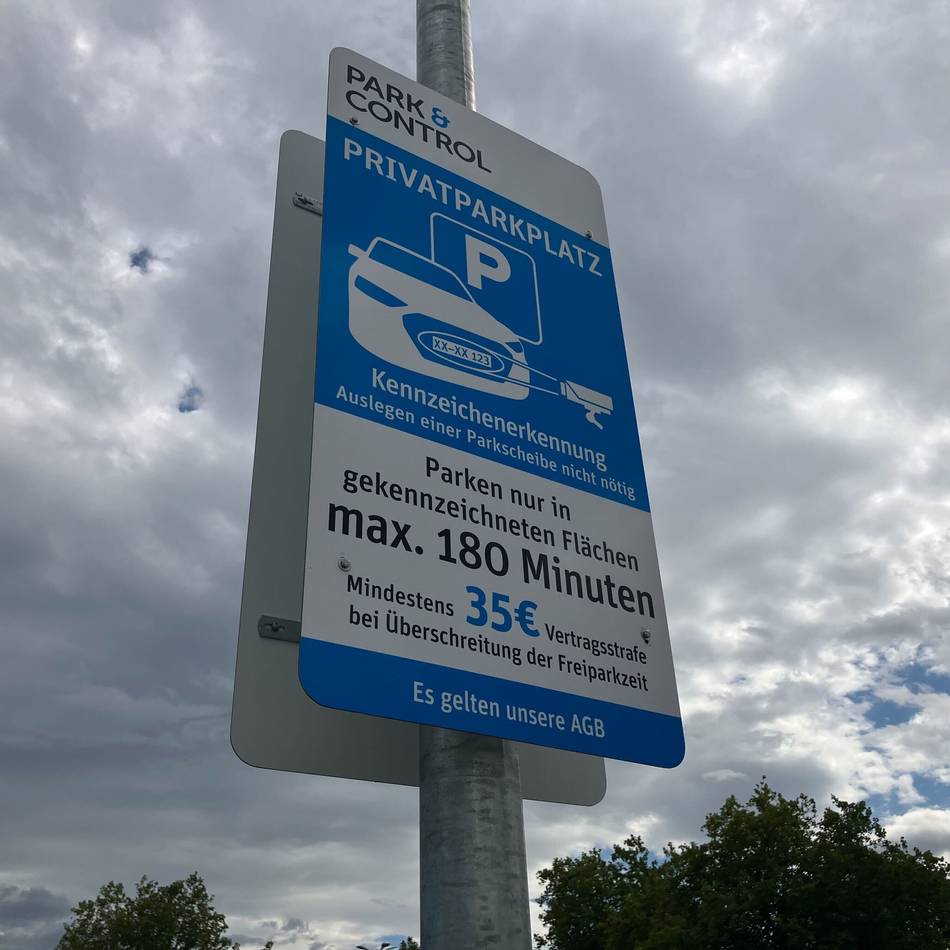 PARK &
CONTROL
PRIVATPARKPLATZ
P
XX-XX 123
Kennzeichenerkennung
Auslegen einer Parkscheibe nicht nötig
Parken nur in
gekennzeichneten Flächen
max. 180 Minuten
Mindestens 35€ Vertragsstrafe
bei Überschreitung der Freiparkzeit
Es gelten unsere AGB